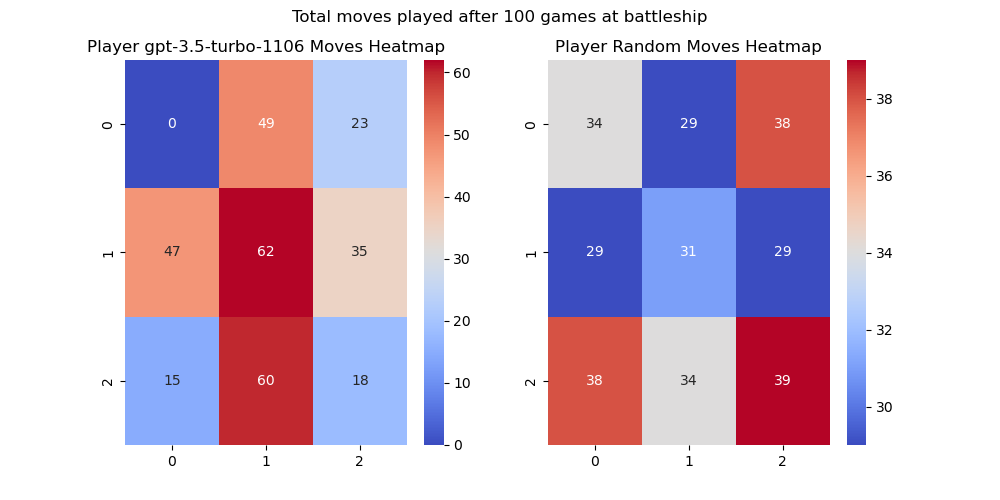 Total moves played after 100 games at battleship
Player gpt-3.5-turbo-1106 Moves Heatmap
0 49 23
47 62 35
15 60 18
0
1
2
0 1 2
60
50
40
30
20
10
0
Player Random Moves Heatmap
34 29 38
29 31 29
38 34 39
0
1
2
0 1 2
38
36
34
32
30